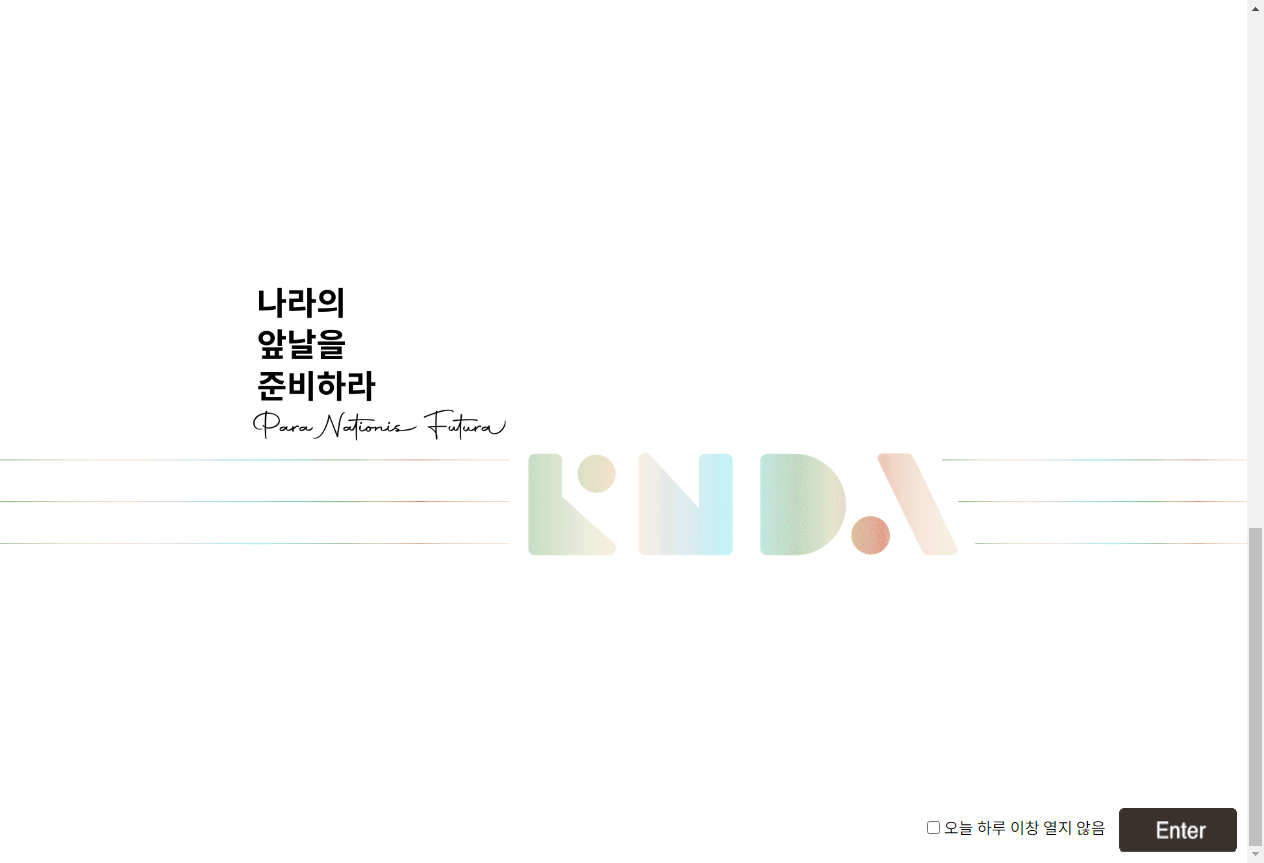 나라의
앞날을
준비하라
Para Nationis Futura
KNDA
오늘 하루 이창 열지 않음
Enter